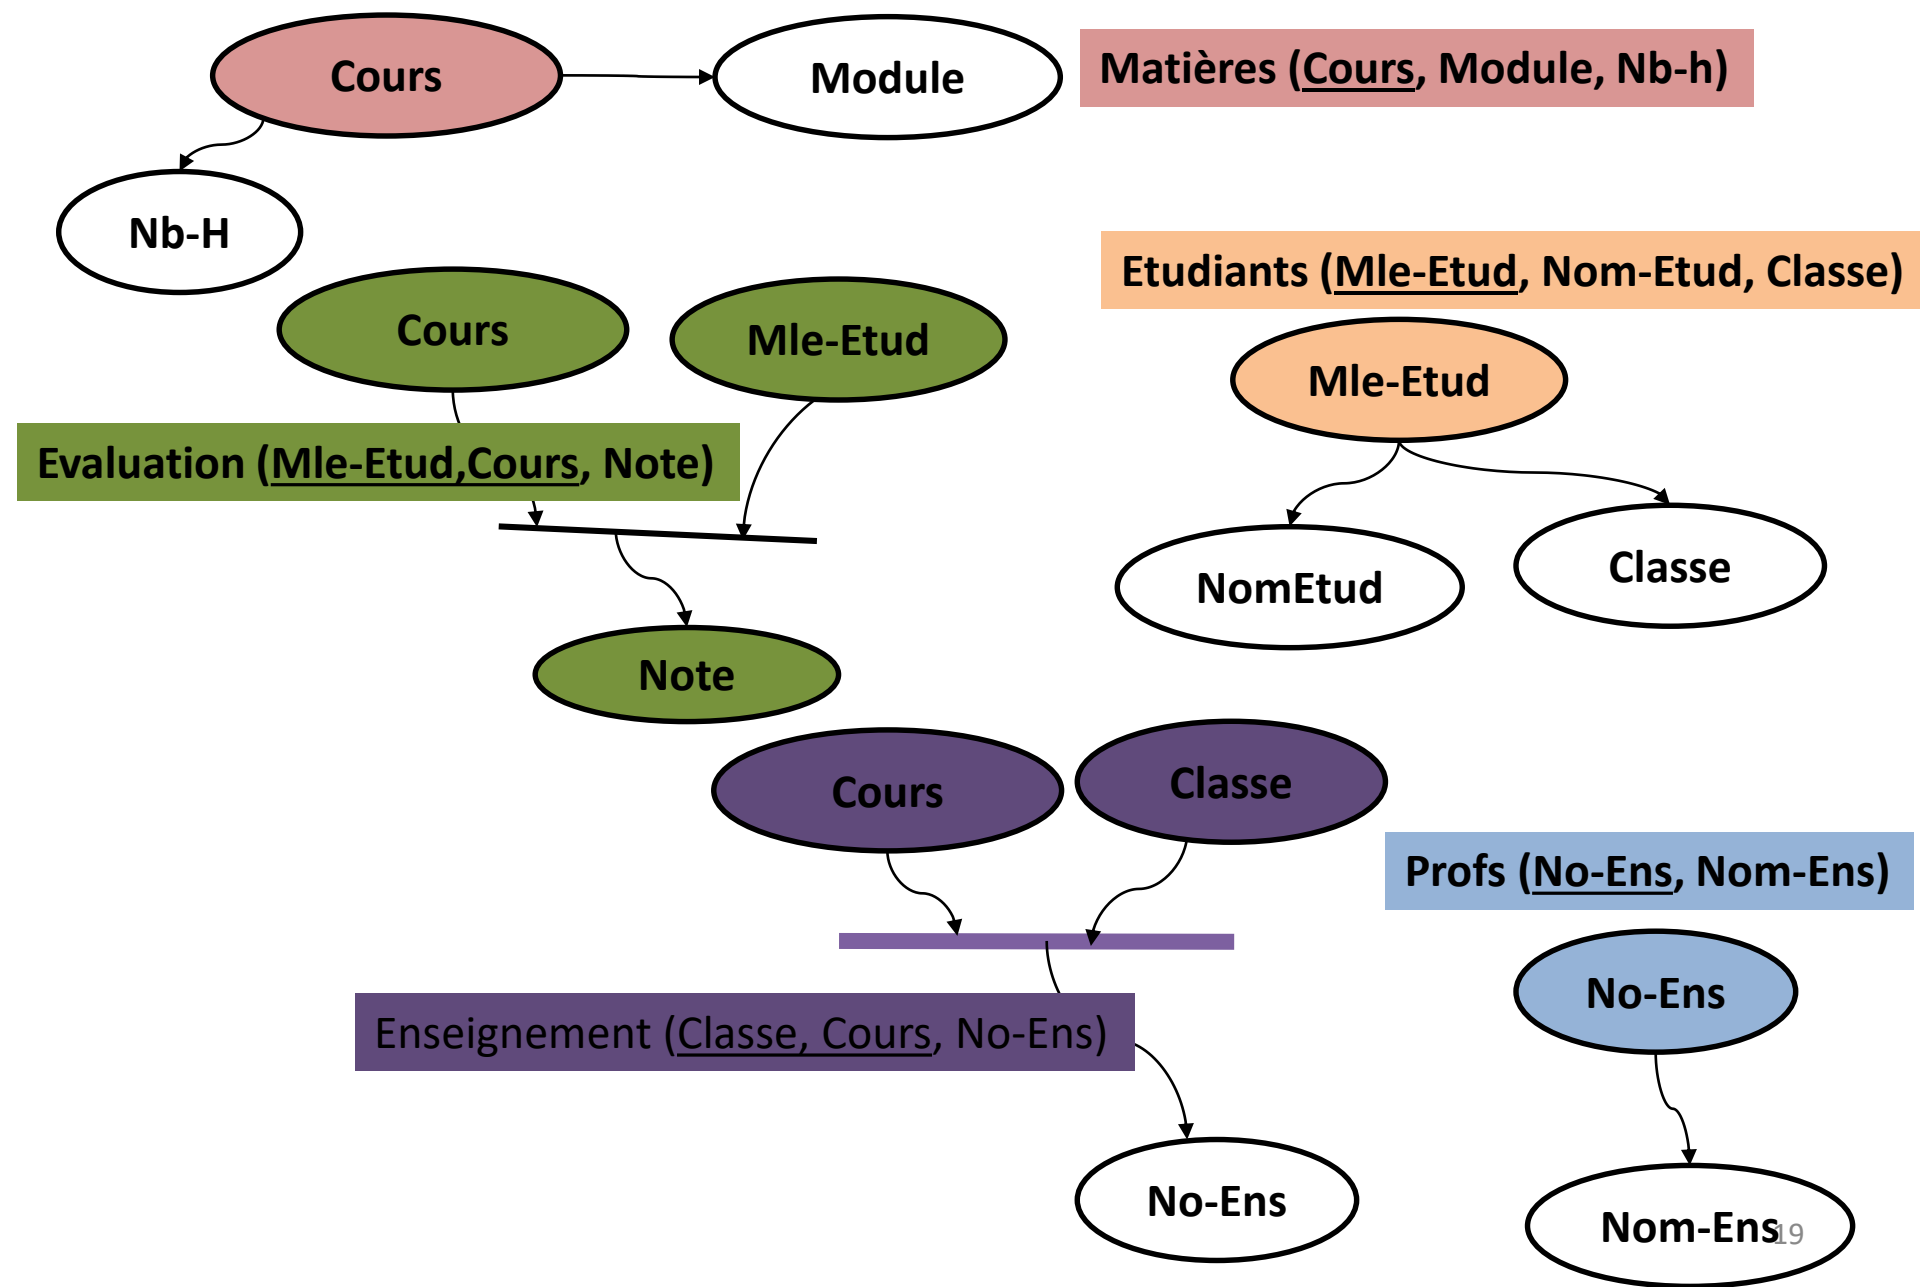 Cours
Module
Matières (Cours, Module, Nb-h)
Nb-H
Etudiants (Mle-Etud, Nom-Etud, Classe)
Cours
Mle-Etud
Mle-Etud
Evaluation (Mle-Etud,Cours, Note)
NomEtud
Classe
Note
Cours
Classe
Profs (No-Ens, Nom-Ens)
No-Ens
Enseignement (Classe, Cours, No-Ens)
No-Ens
Nom-Ens
19